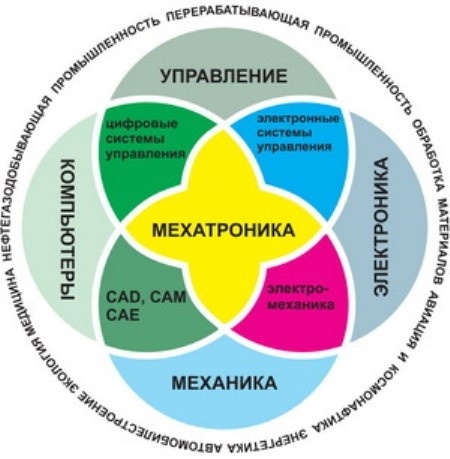 НЕФТЕГАЗОДОБЫВАЮЩАЯ ПРОМЫШЛЕННОСТЬ ПЕРЕРАБАТЫВАЮЩАЯ ПРОМЫШЛЕННОСТЬ ОБРАБОТКА МАТЕРИАЛОВ АВИАЦИЯ И КОСМОНАФТИКА ЭНЕРГЕТИКА АВТОМОБИЛЕСТРОЕНИЕ ЭКОЛОГИЯ МЕДИЦИНА
УПРАВЛЕНИЕ
цифровые
системы
управления
электронные
системы
управления
КОМПЬЮТЕРЫ
МЕХАТРОНИКА
ЭЛЕКТРОНИКА
CAD, CAM
CAE
электро-
механика
МЕХАНИКА